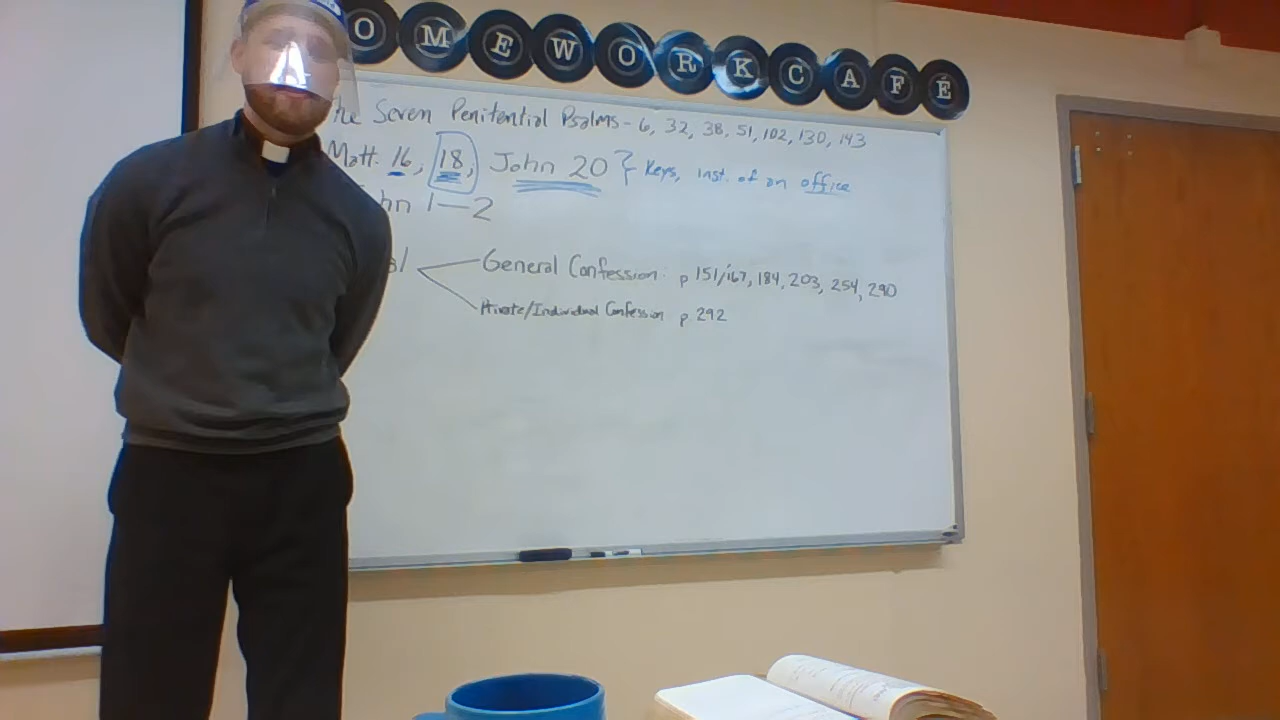 OMEWORKCAFÉ
The Seven Penitential Psalms - 6, 32, 38, 51, 102, 130, 143
Matt. 16, 18, John 20 } Keys, inst. of an office
hn 1-2
General Confession: p 151/167, 184, 203, 254, 290
Private/Individual Confession p 292